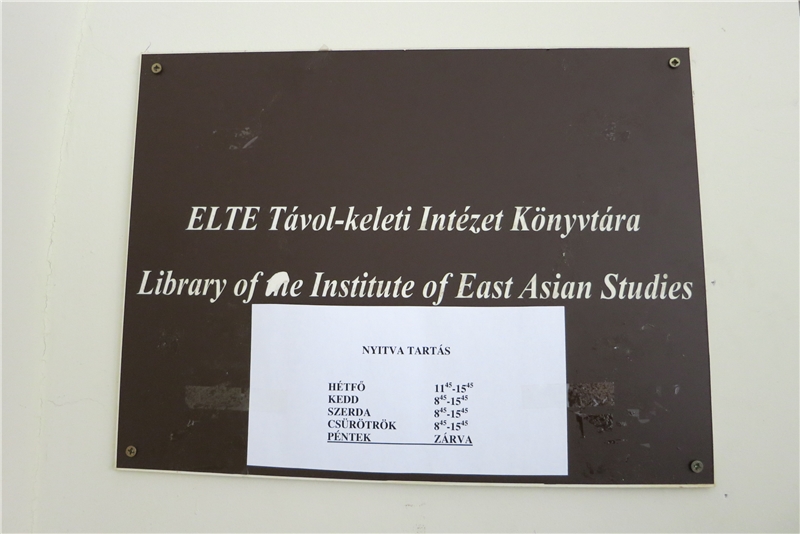 ELTE Távol-keleti Intézet Könyvtára
Library of the Institute of East Asian Studies
NYITVA TARTÁS
HÉTFŐ 11⁴⁵-15⁴⁵
KEDD 8⁴⁵-15⁴⁵
SZERDA 8⁴⁵-15⁴⁵
CSÜRÖTRÖK 8⁴⁵-15⁴⁵
PÉNTEK ZÁRVA